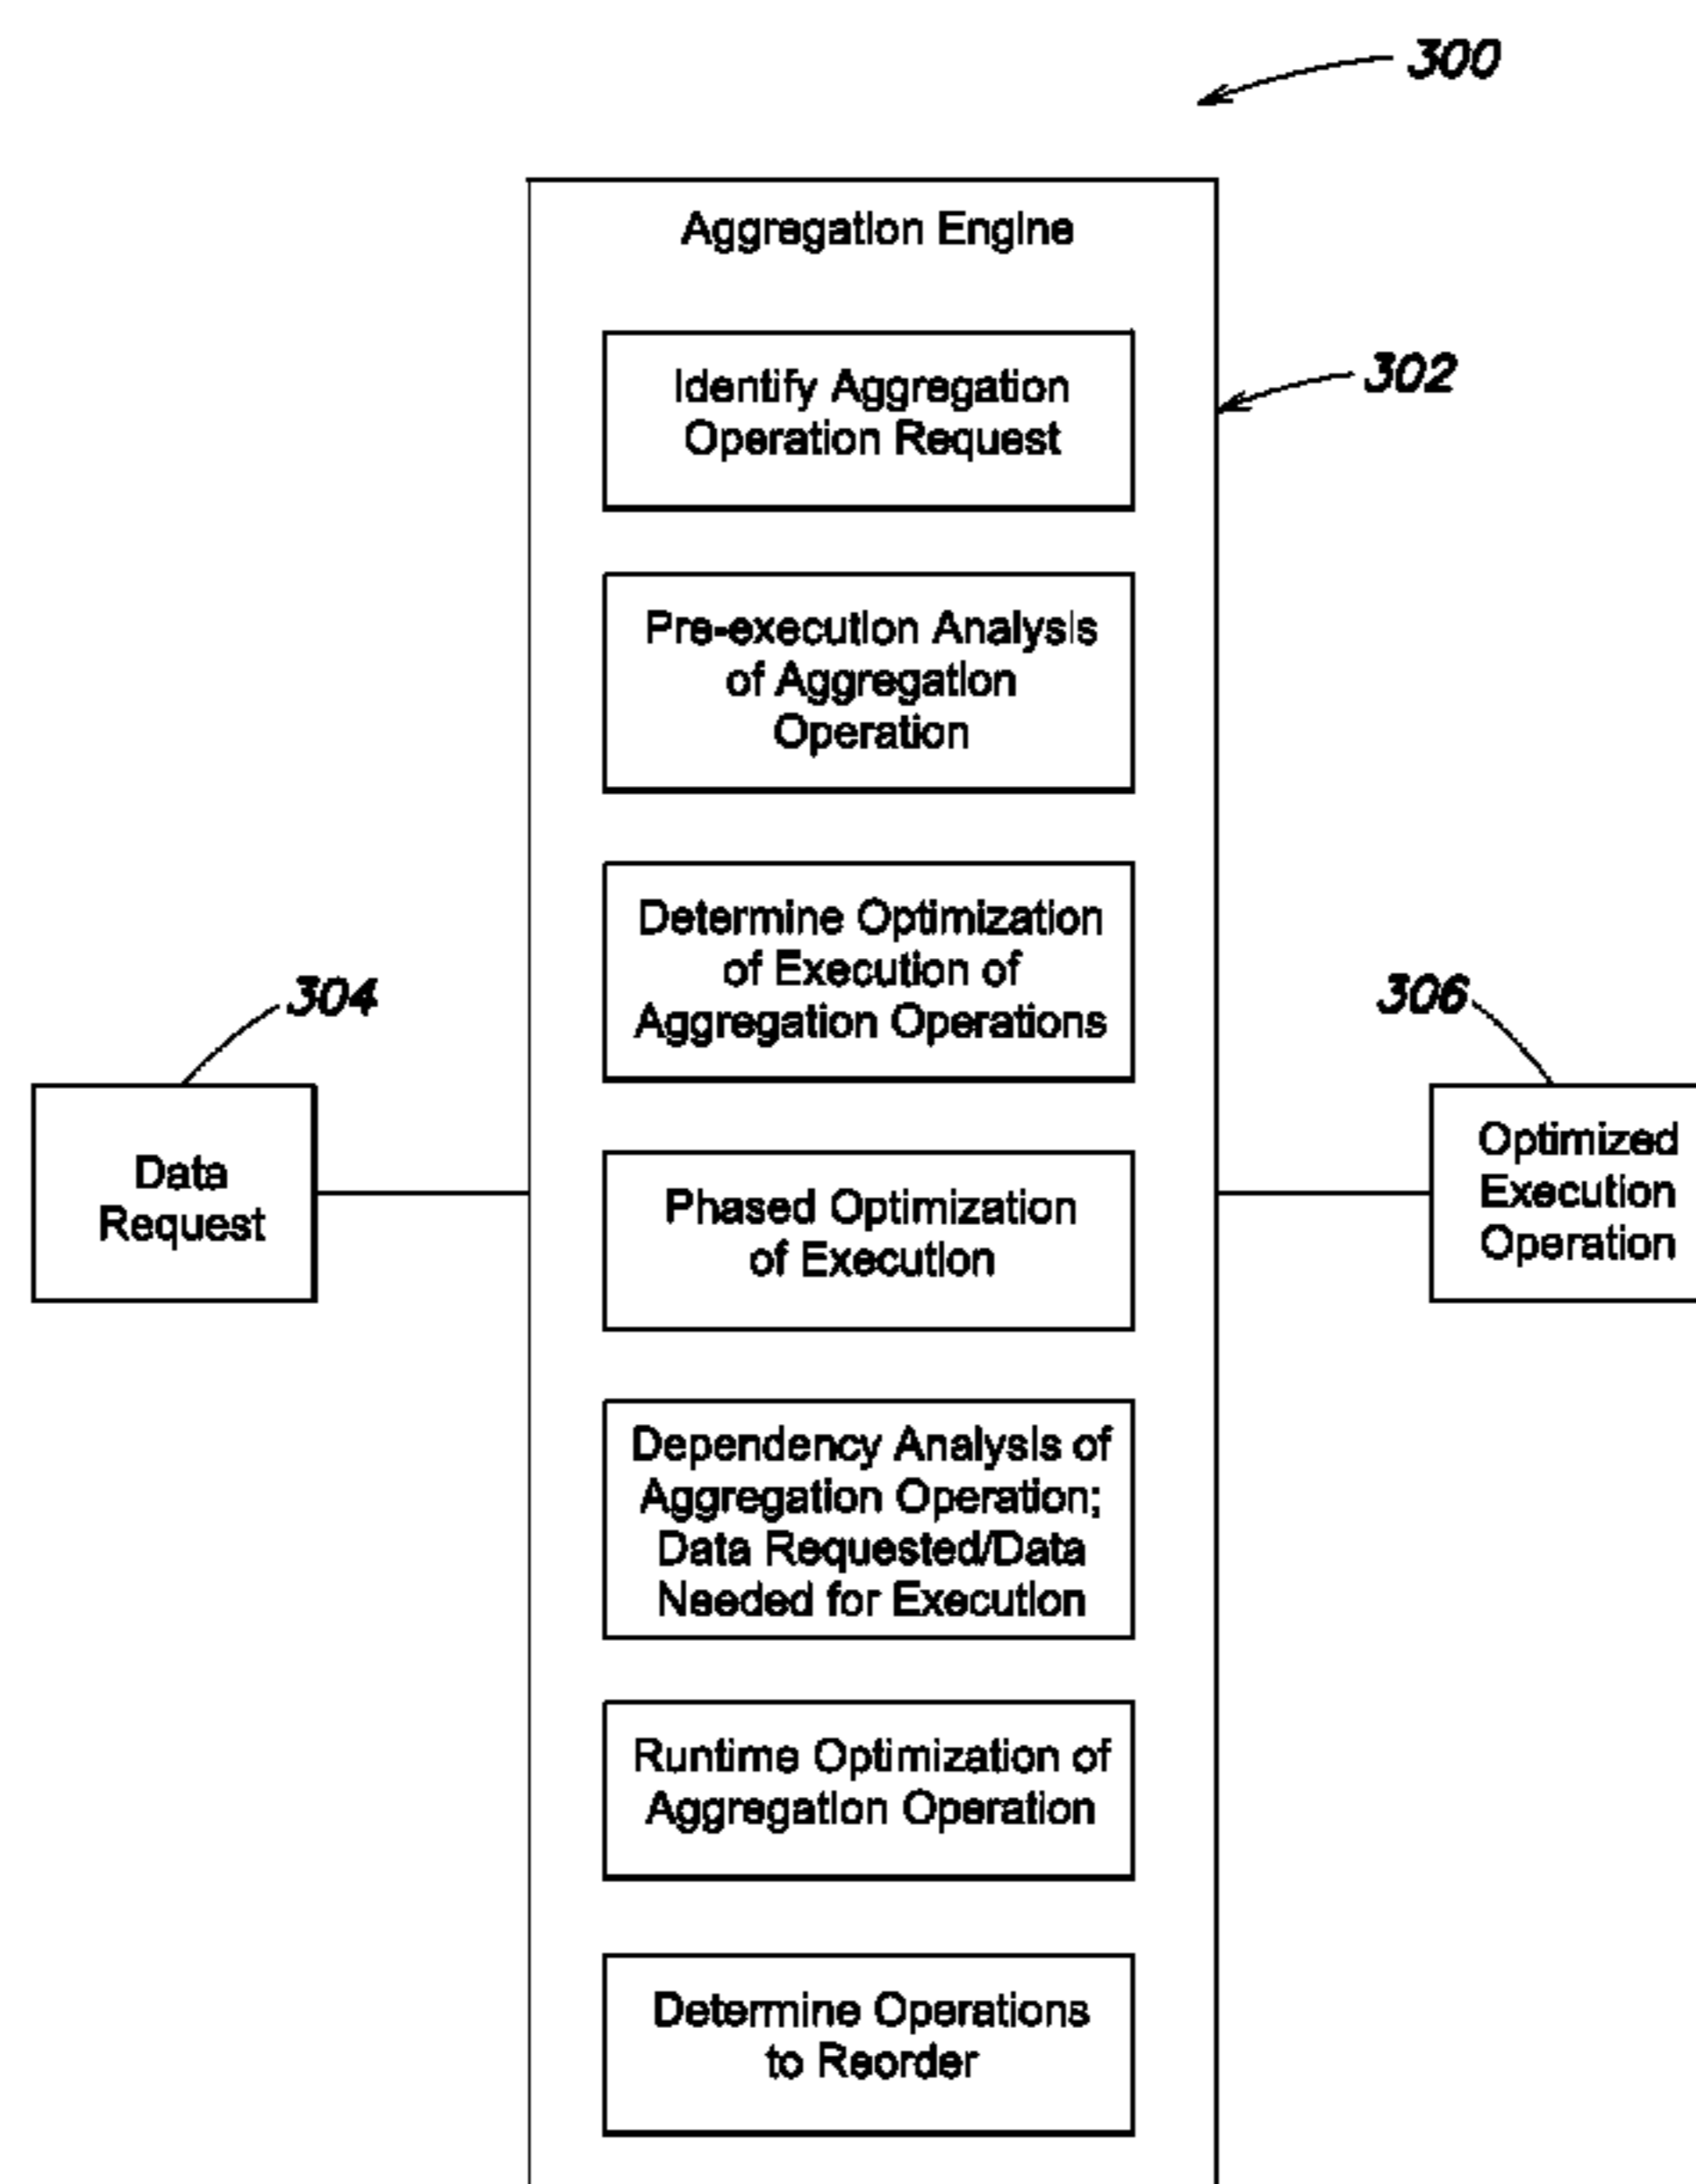 300
Aggregation Engine
302
Identify Aggregation
Operation Request
Pre-execution Analysis
of Aggregation
Operation
Determine Optimization
of Execution of
Aggregation Operations
304
Data
Request
306
Optimized
Execution
Operation
Phased Optimization
of Execution
Dependency Analysis of
Aggregation Operation;
Data Requested/Data
Needed for Execution
Runtime Optimization of
Aggregation Operation
Determine Operations
to Reorder